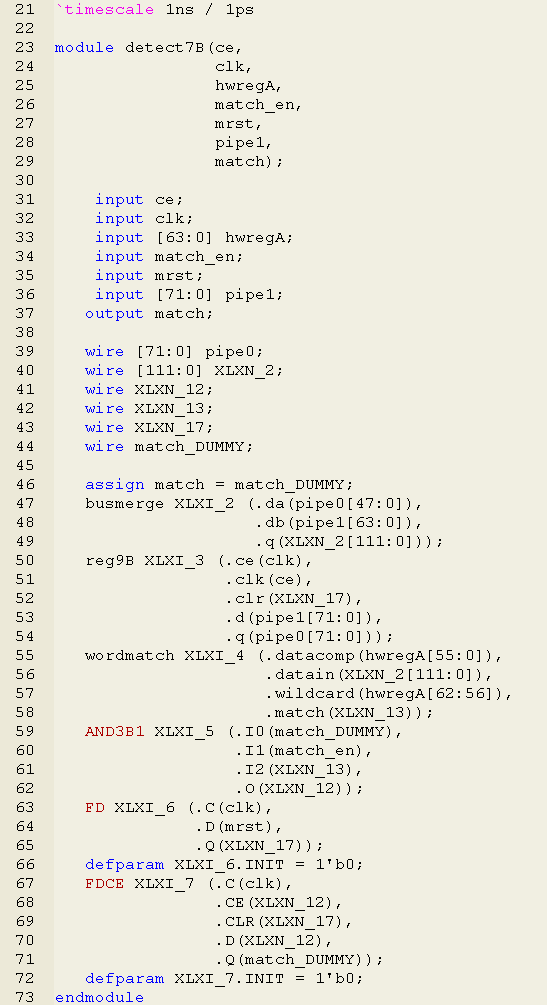 21 `timescale 1ns / 1ps
22
23 module detect7B(ce,
24                 clk,
25                 hwregA,
26                 match_en,
27                 mrst,
28                 pipe1,
29                 match);
30
31     input ce;
32     input clk;
33     input [63:0] hwregA;
34     input match_en;
35     input mrst;
36     input [71:0] pipe1;
37    output match;
38
39    wire [71:0] pipe0;
40    wire [111:0] XLXN_2;
41    wire XLXN_12;
42    wire XLXN_13;
43    wire XLXN_17;
44    wire match_DUMMY;
45
46    assign match = match_DUMMY;
47    busmerge XLXI_2 (.da(pipe0[47:0]),
48                     .db(pipe1[63:0]),
49                     .q(XLXN_2[111:0]));
50    reg9B XLXI_3 (.ce(clk),
51                  .clk(ce),
52                  .clr(XLXN_17),
53                  .d(pipe1[71:0]),
54                  .q(pipe0[71:0]));
55    wordmatch XLXI_4 (.datacomp(hwregA[55:0]),
56                      .datain(XLXN_2[111:0]),
57                      .wildcard(hwregA[62:56]),
58                      .match(XLXN_13));
59    AND3B1 XLXI_5 (.I0(match_DUMMY),
60                   .I1(match_en),
61                   .I2(XLXN_13),
62                   .O(XLXN_12));
63    FD XLXI_6 (.C(clk),
64               .D(mrst),
65               .Q(XLXN_17));
66    defparam XLXI_6.INIT = 1'b0;
67    FDCE XLXI_7 (.C(clk),
68                 .CE(XLXN_12),
69                 .CLR(XLXN_17),
70                 .D(XLXN_12),
71                 .Q(match_DUMMY));
72    defparam XLXI_7.INIT = 1'b0;
73 endmodule